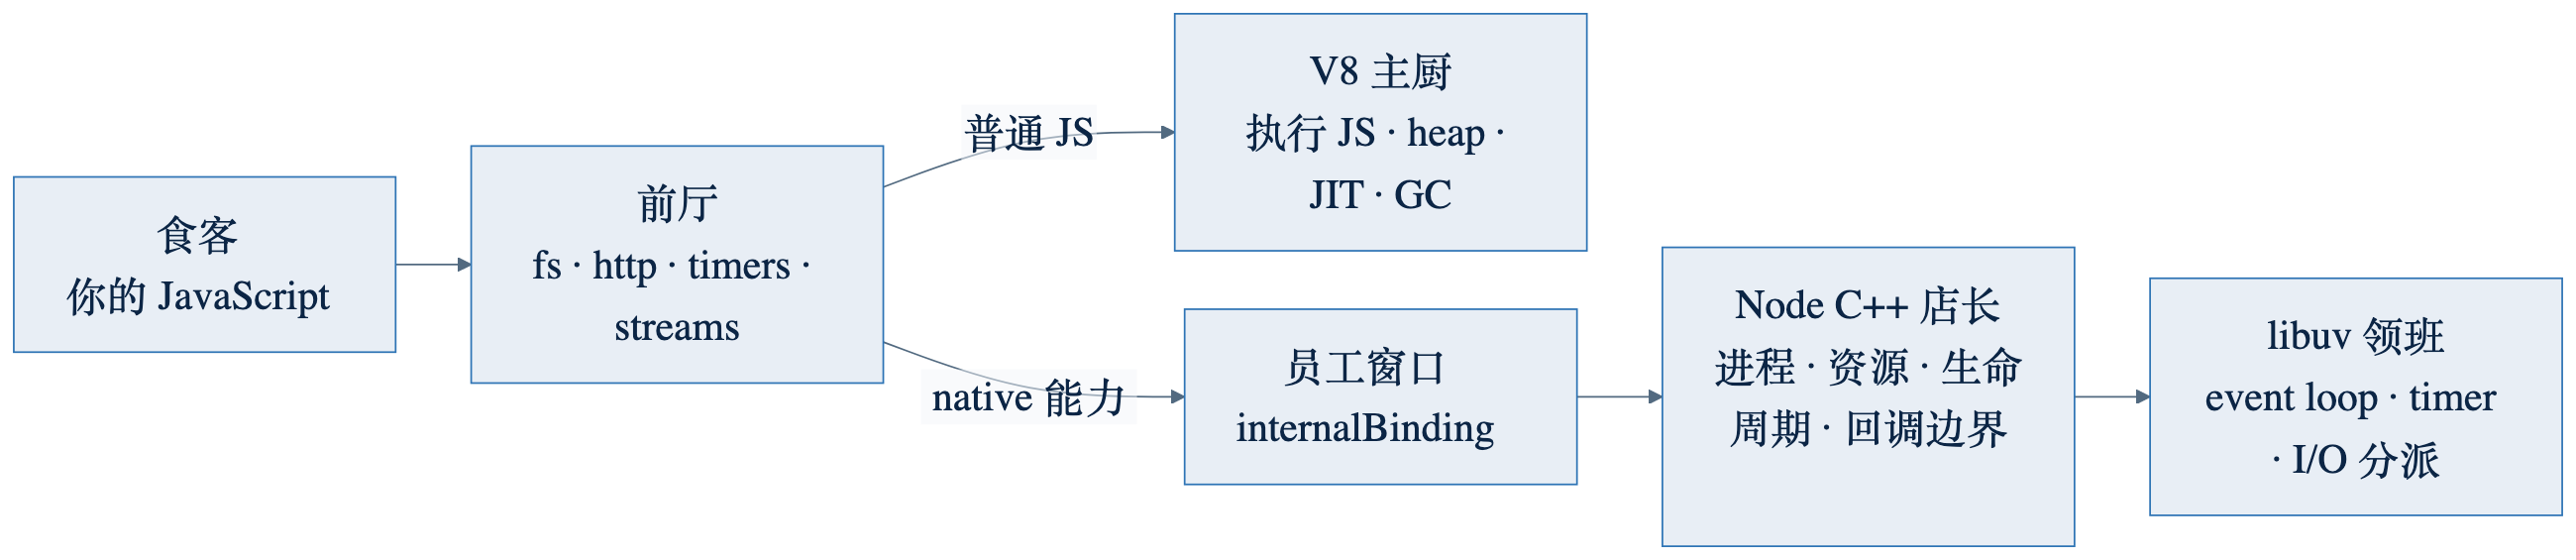 食客
你的 JavaScript
前厅
fs · http · timers ·
streams
普通 JS
native 能力
V8 主厨
执行 JS · heap ·
JIT · GC
员工窗口
internalBinding
Node C++ 店长
进程 · 资源 · 生命
周期 · 回调边界
libuv 领班
event loop · timer
· I/O 分派